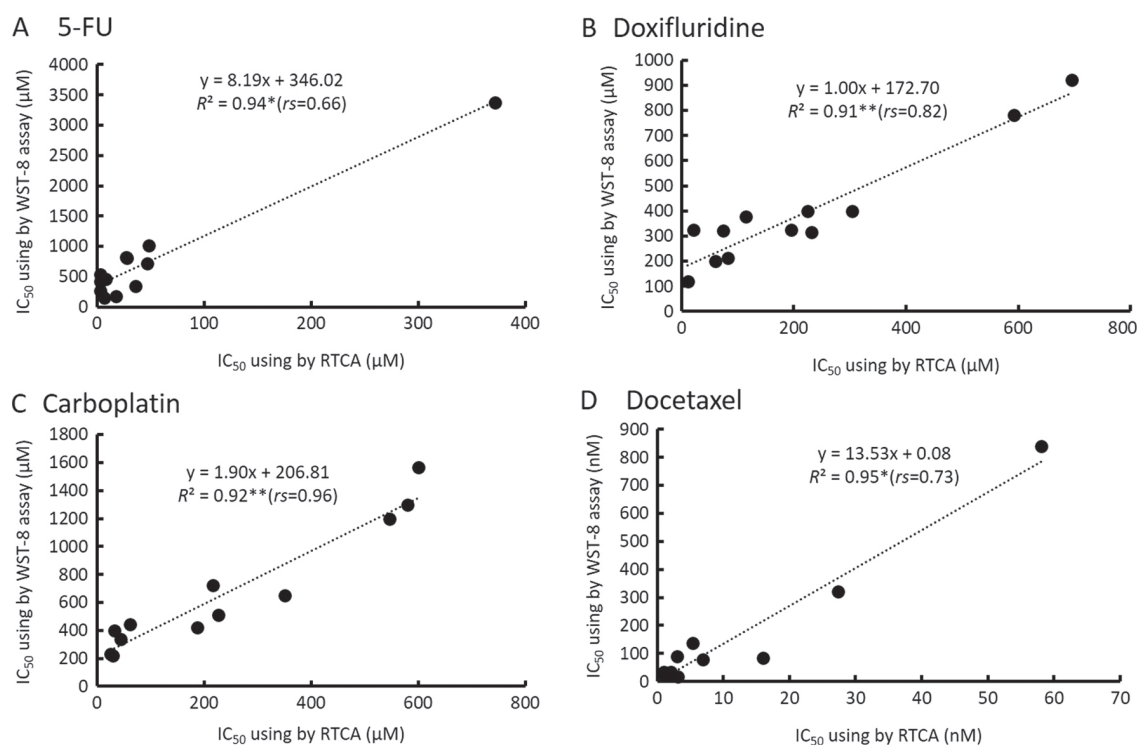 A 5-FU
IC50 using by WST-8 assay (µM)
4000
3500
3000
2500
2000
1500
1000
500
0
y = 8.19x + 346.02
R² = 0.94*(rs=0.66)
0 100 200 300 400
IC50 using by RTCA (µM)
B Doxifluridine
IC50 using by WST-8 assay (µM)
1000
900
800
700
600
500
400
300
200
100
0
y = 1.00x + 172.70
R² = 0.91**(rs=0.82)
0 200 400 600 800
IC50 using by RTCA (µM)
C Carboplatin
IC50 using by WST-8 assay (µM)
1800
1600
1400
1200
1000
800
600
400
200
0
y = 1.90x + 206.81
R² = 0.92**(rs=0.96)
0 200 400 600 800
IC50 using by RTCA (µM)
D Docetaxel
IC50 using by WST-8 assay (nM)
900
800
700
600
500
400
300
200
100
0
y = 13.53x + 0.08
R² = 0.95*(rs=0.73)
0 10 20 30 40 50 60 70
IC50 using by RTCA (nM)